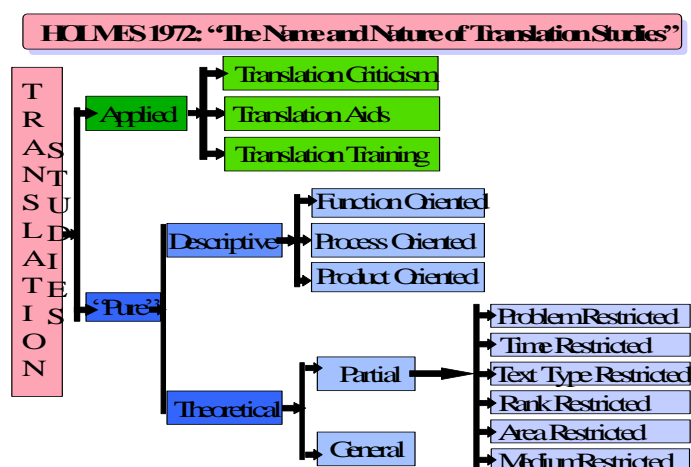 HOLMES 1972: “The Name and Nature of Translation Studies”
TRANSLATION
STUDIES
Applied
Translation Criticism
Translation Aids
Translation Training
“Pure”
Descriptive
Function Oriented
Process Oriented
Product Oriented
Theoretical
Partial
General
Problem Restricted
Time Restricted
Text Type Restricted
Rank Restricted
Area Restricted
Medium Restricted